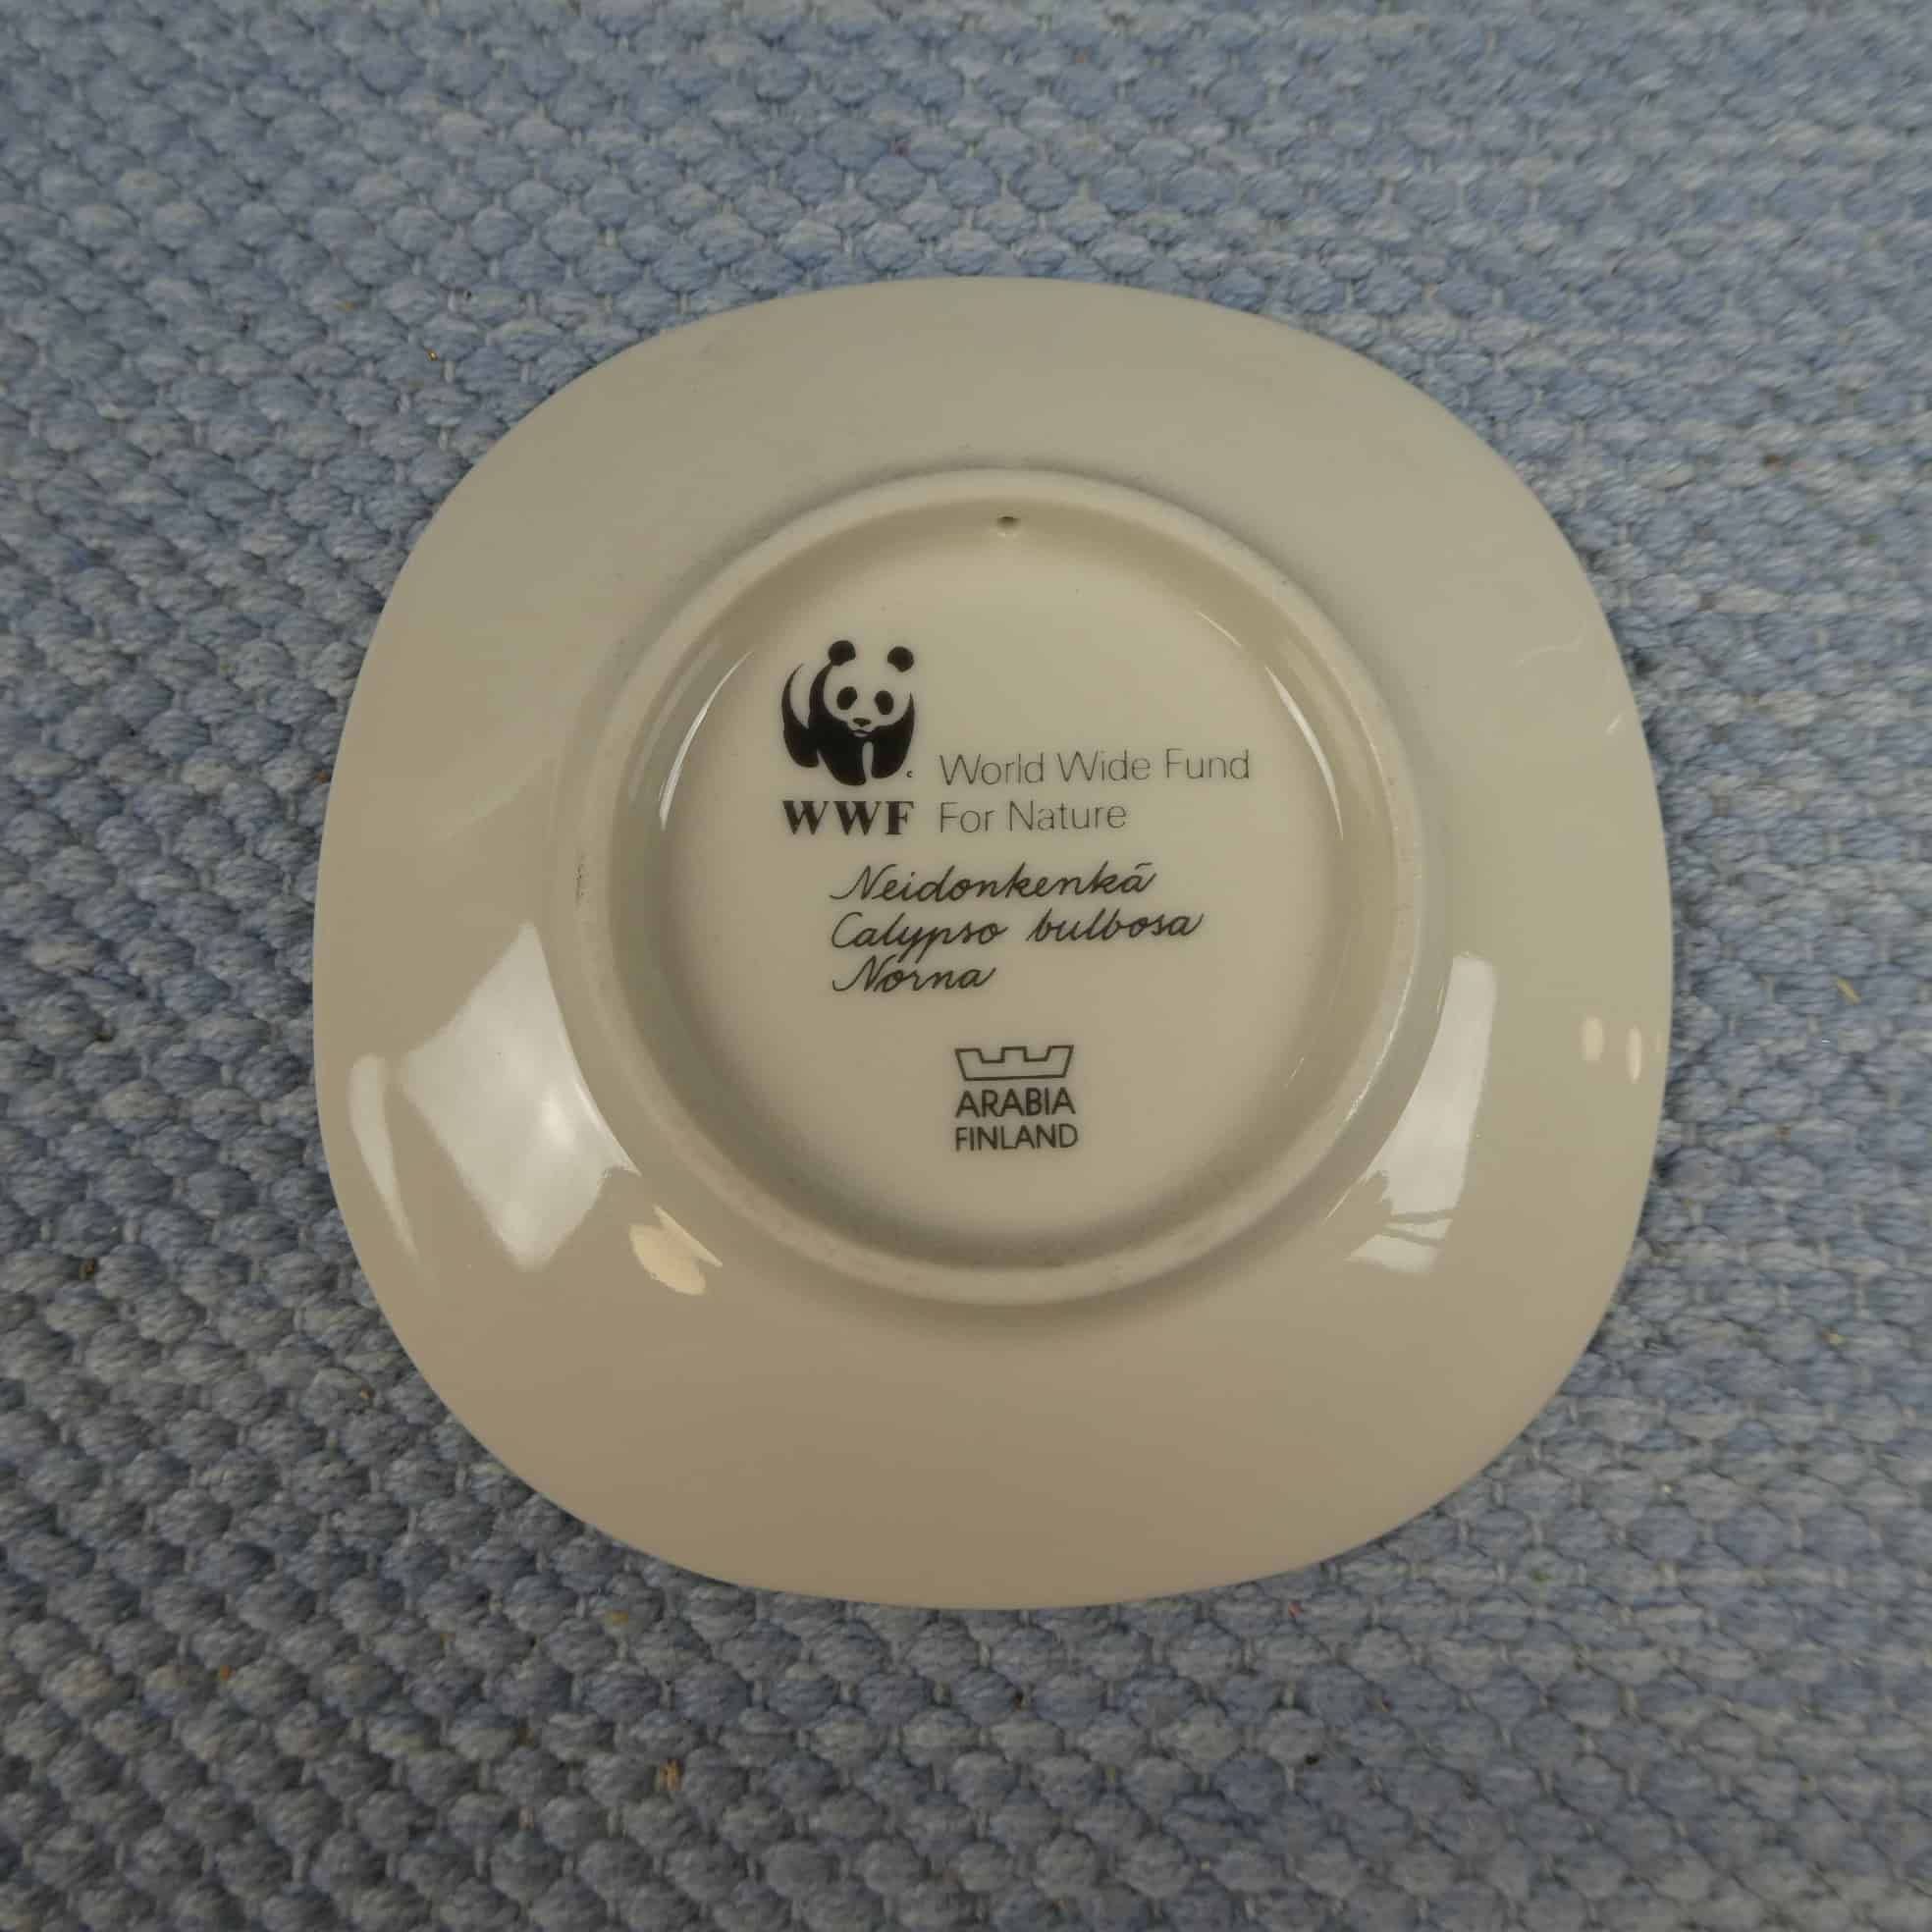 World Wide Fund
WWF For Nature
Neidonkenkä
Calypso bulbosa
Norna
ARABIA
FINLAND